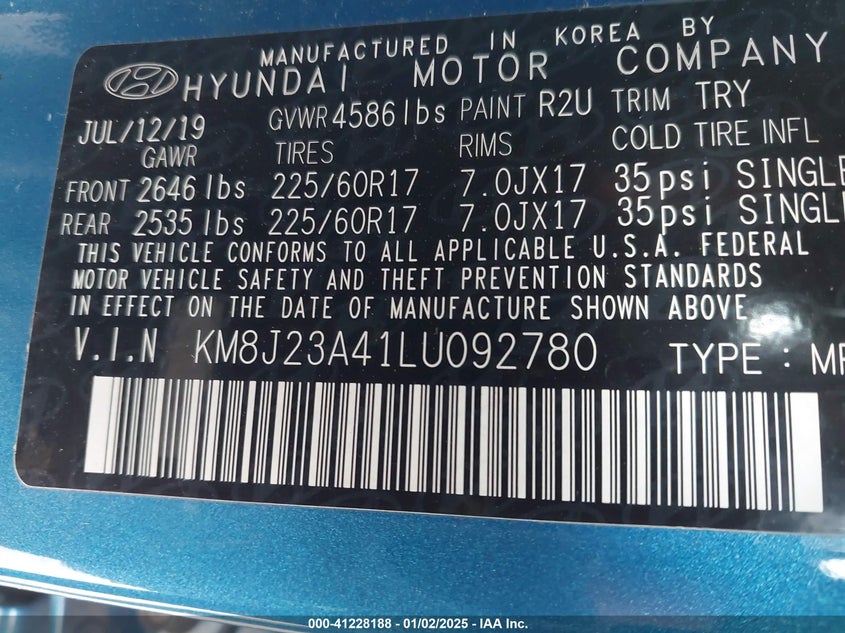 MANUFACTURED IN KOREA BY
HYUNDAI MOTOR COMPANY
JUL/12/19 GVWR 4586 lbs PAINT R2U TRIM TRY
GAWR TIRES RIMS COLD TIRE INFL
FRONT 2646 lbs 225/60R17 7.0JX17 35psi SINGLE
REAR 2535 lbs 225/60R17 7.0JX17 35psi SINGLE
THIS VEHICLE CONFORMS TO ALL APPLICABLE U.S.A. FEDERAL
MOTOR VEHICLE SAFETY AND THEFT PREVENTION STANDARDS
IN EFFECT ON THE DATE OF MANUFACTURE SHOWN ABOVE
V.I.N KM8J23A41LU092780 TYPE : MP
000-41228188 - 01/02/2025 - IAA Inc.